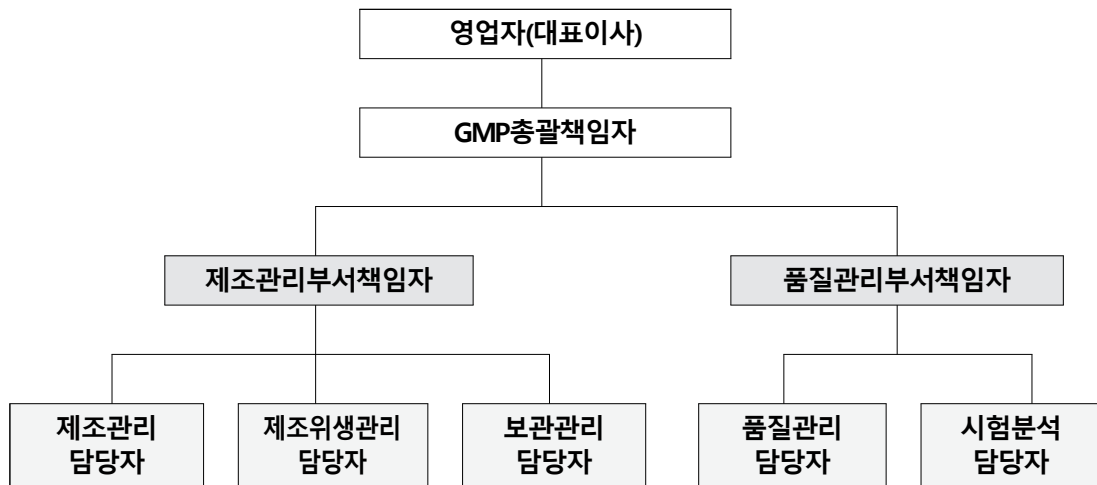 영업자(대표이사)
GMP총괄책임자
제조관리부서책임자
품질관리부서책임자
제조관리
담당자
제조위생관리
담당자
보관관리
담당자
품질관리
담당자
시험분석
담당자